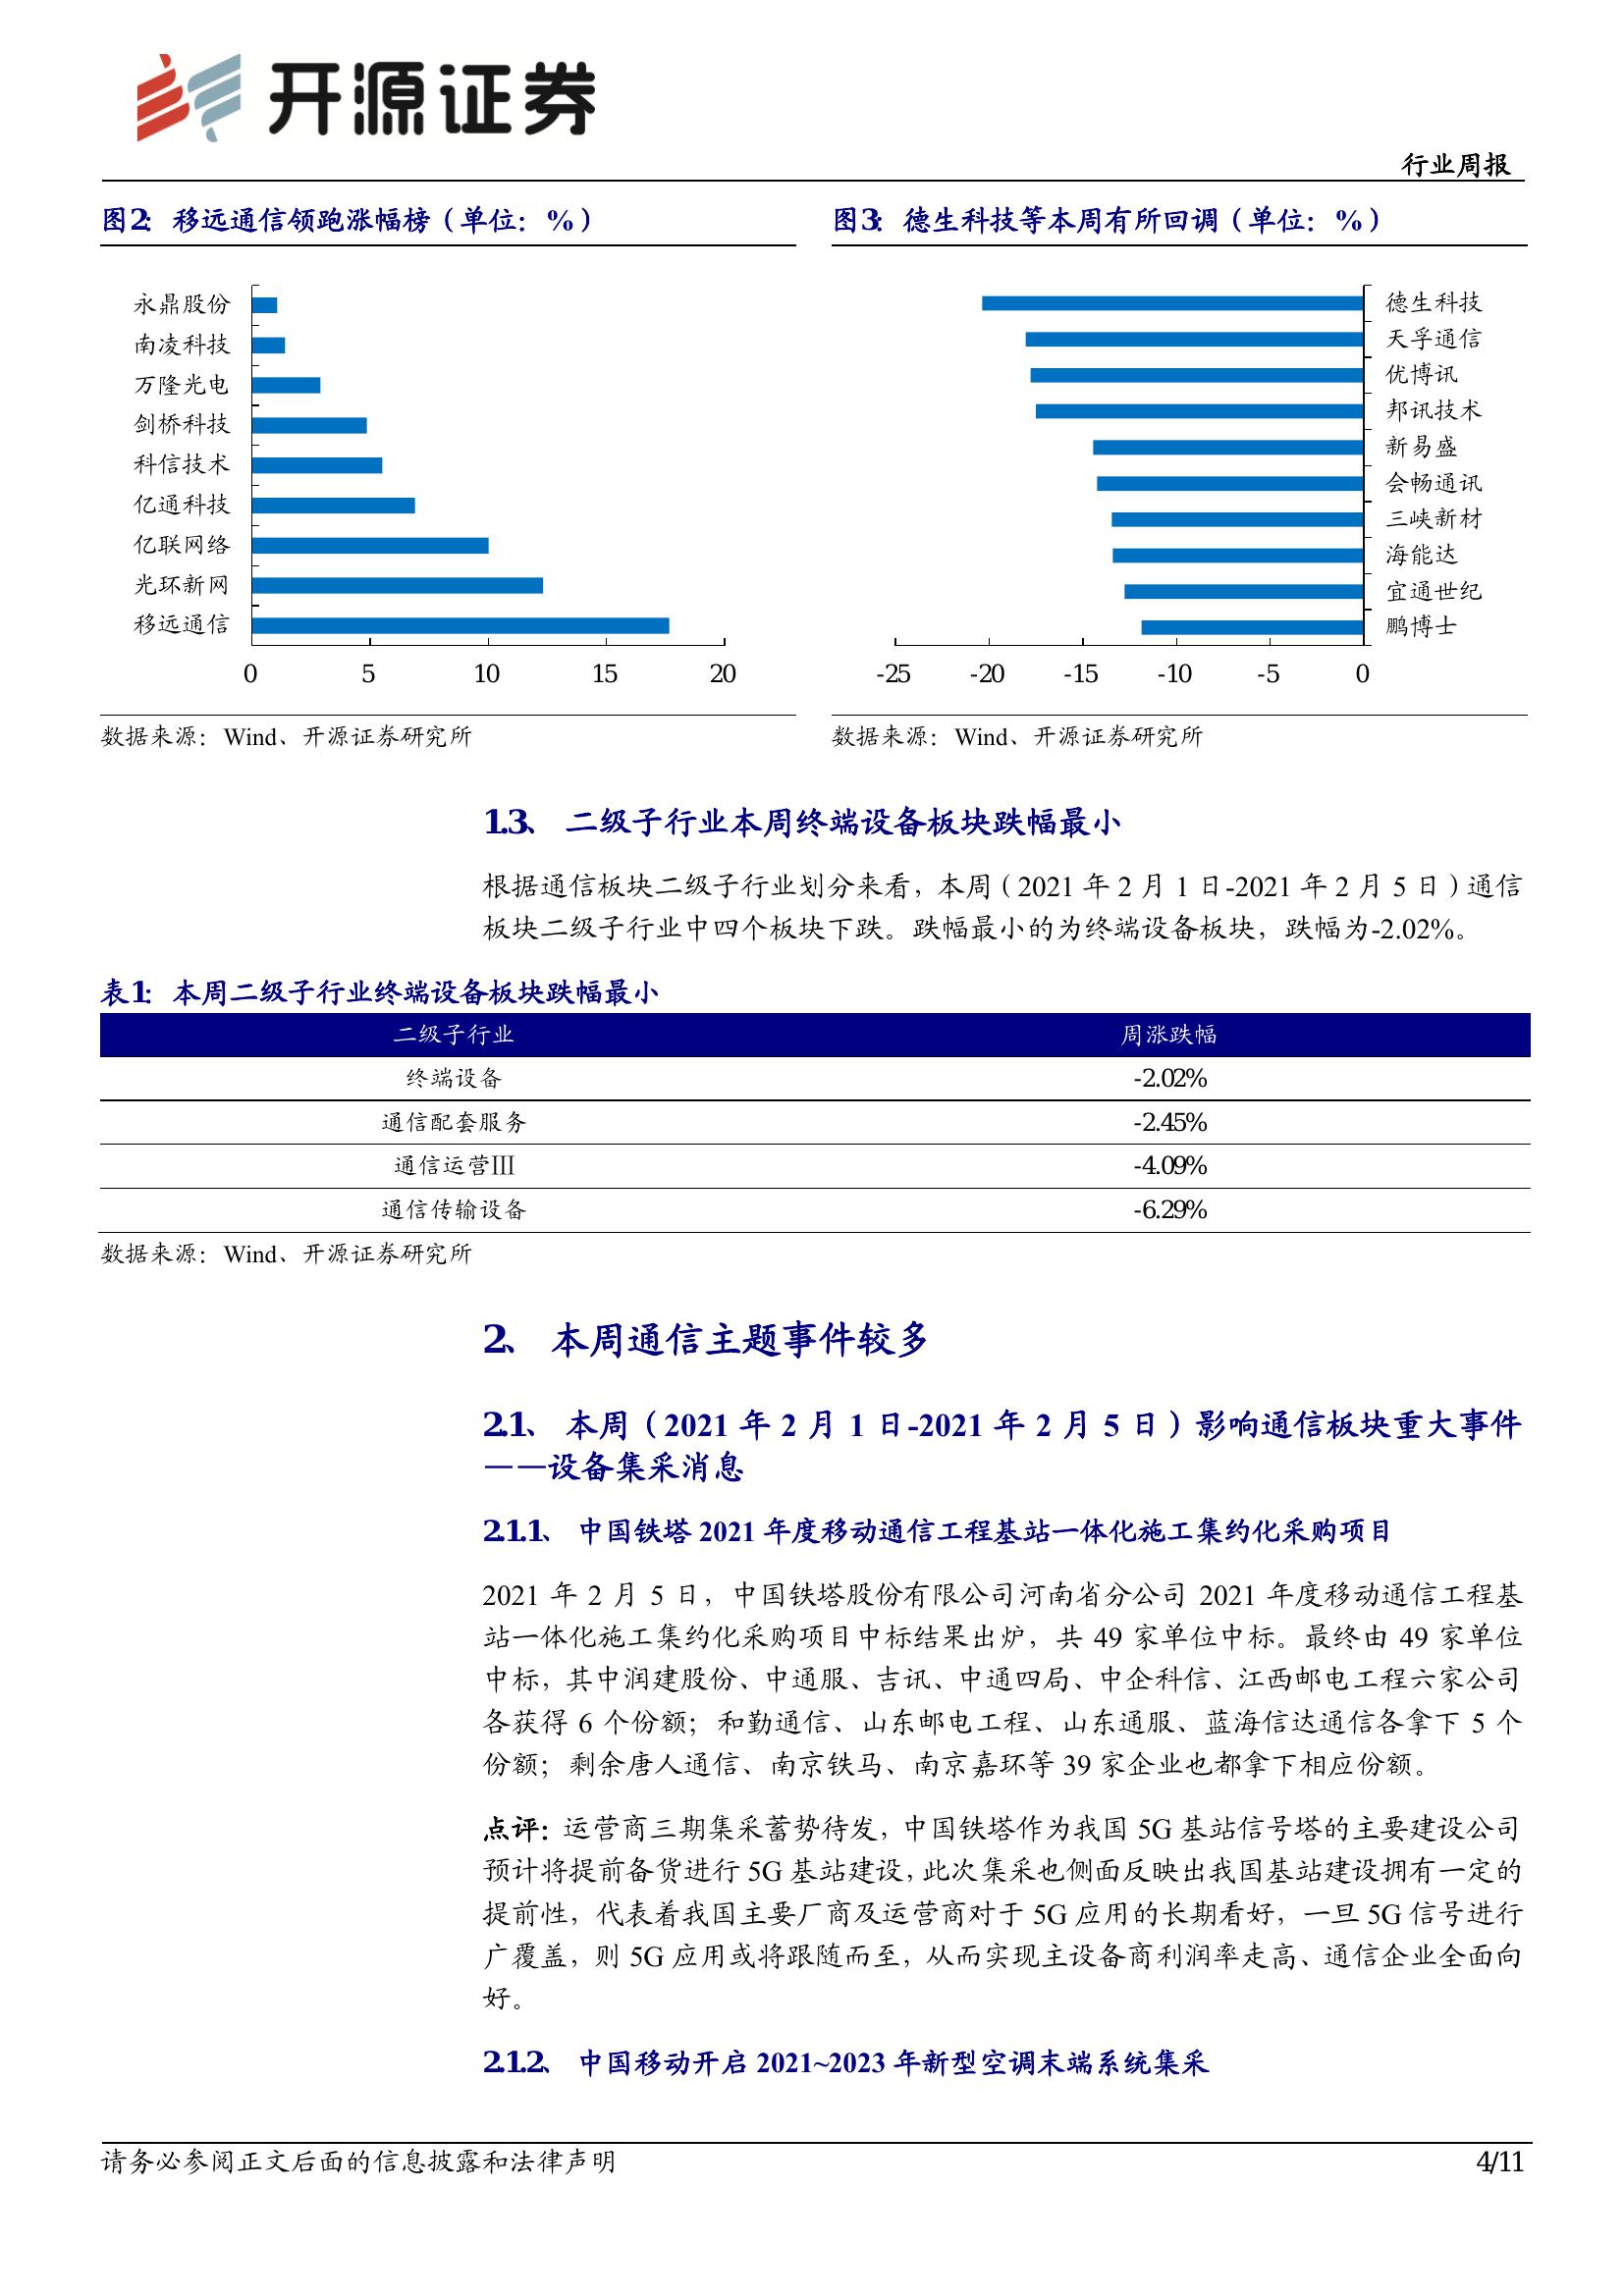 开源证券
行业周报
图2：移远通信领跑涨幅榜（单位：%）
永鼎股份
南凌科技
万隆光电
剑桥科技
科信技术
亿通科技
亿联网络
光环新网
移远通信
0 5 10 15 20
数据来源：Wind、开源证券研究所
图3：德生科技等本周有所回调（单位：%）
德生科技
天孚通信
优博讯
邦讯技术
新易盛
会畅通讯
三峡新材
海能达
宜通世纪
鹏博士
-25 -20 -15 -10 -5 0
数据来源：Wind、开源证券研究所
1.3、 二级子行业本周终端设备板块跌幅最小
根据通信板块二级子行业划分来看，本周（2021 年 2 月 1 日-2021 年 2 月 5 日）通信
板块二级子行业中四个板块下跌。跌幅最小的为终端设备板块，跌幅为-2.02%。
表1：本周二级子行业终端设备板块跌幅最小
二级子行业 周涨跌幅
终端设备 -2.02%
通信配套服务 -2.45%
通信运营Ⅲ -4.09%
通信传输设备 -6.29%
数据来源：Wind、开源证券研究所
2、 本周通信主题事件较多
2.1、 本周（2021 年 2 月 1 日-2021 年 2 月 5 日）影响通信板块重大事件
——设备集采消息
2.1.1、 中国铁塔 2021 年度移动通信工程基站一体化施工集约化采购项目
2021 年 2 月 5 日，中国铁塔股份有限公司河南省分公司 2021 年度移动通信工程基
站一体化施工集约化采购项目中标结果出炉，共 49 家单位中标。最终由 49 家单位
中标，其中润建股份、中通服、吉讯、中通四局、中企科信、江西邮电工程六家公司
各获得 6 个份额；和勤通信、山东邮电工程、山东通服、蓝海信达通信各拿下 5 个
份额；剩余唐人通信、南京铁马、南京嘉环等 39 家企业也都拿下相应份额。
点评：运营商三期集采蓄势待发，中国铁塔作为我国 5G 基站信号塔的主要建设公司
预计将提前备货进行 5G 基站建设，此次集采也侧面反映出我国基站建设拥有一定的
提前性，代表着我国主要厂商及运营商对于 5G 应用的长期看好，一旦 5G 信号进行
广覆盖，则 5G 应用或将跟随而至，从而实现主设备商利润率走高、通信企业全面向
好。
2.1.2、 中国移动开启 2021~2023 年新型空调末端系统集采
请务必参阅正文后面的信息披露和法律声明
4/11